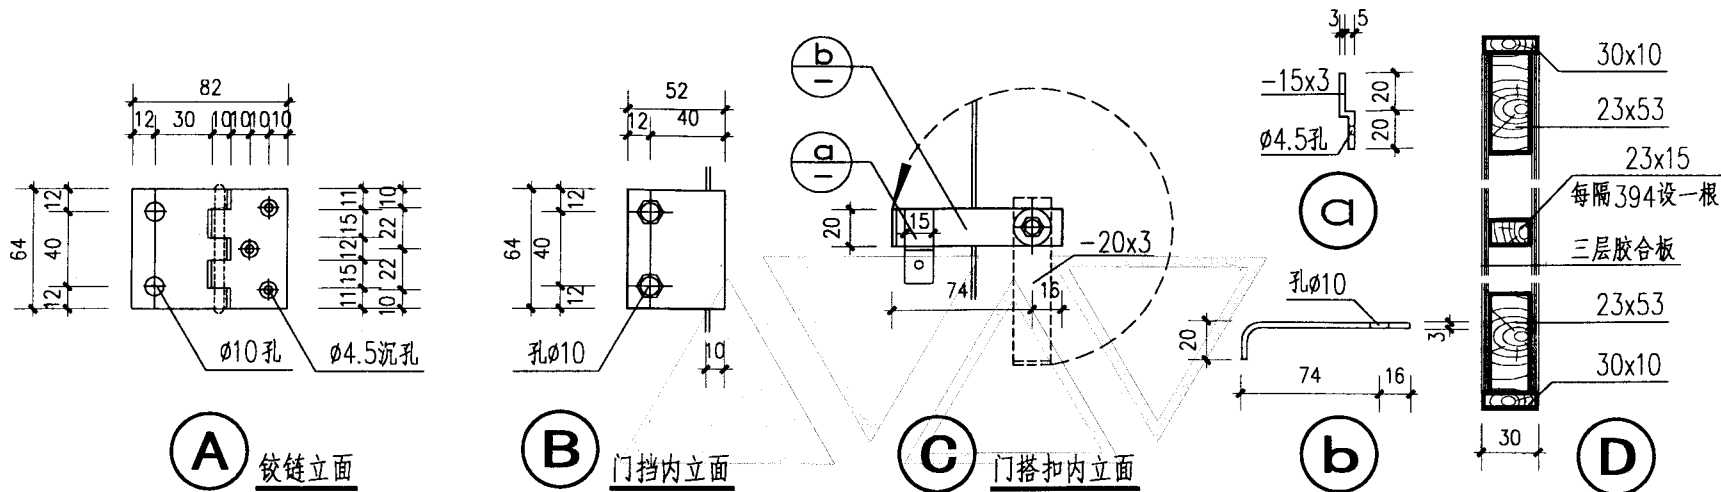 82
12 30 10 10 10 10
12
40
12
64
11
15
12
15
11
10
22
22
10
ø10孔
ø4.5沉孔
A
铰链立面
52
12 40
64
12
40
12
孔ø10
10
B
门挡内立面
b
–
a
–
20
15
-20x3
74
16
C
门搭扣内立面
3 5
-15x3
20
20
ø4.5孔
a
孔ø10
20
3
74 16
b
30x10
23x53
23x15
每隔394设一根
三层胶合板
23x53
30x10
30
D